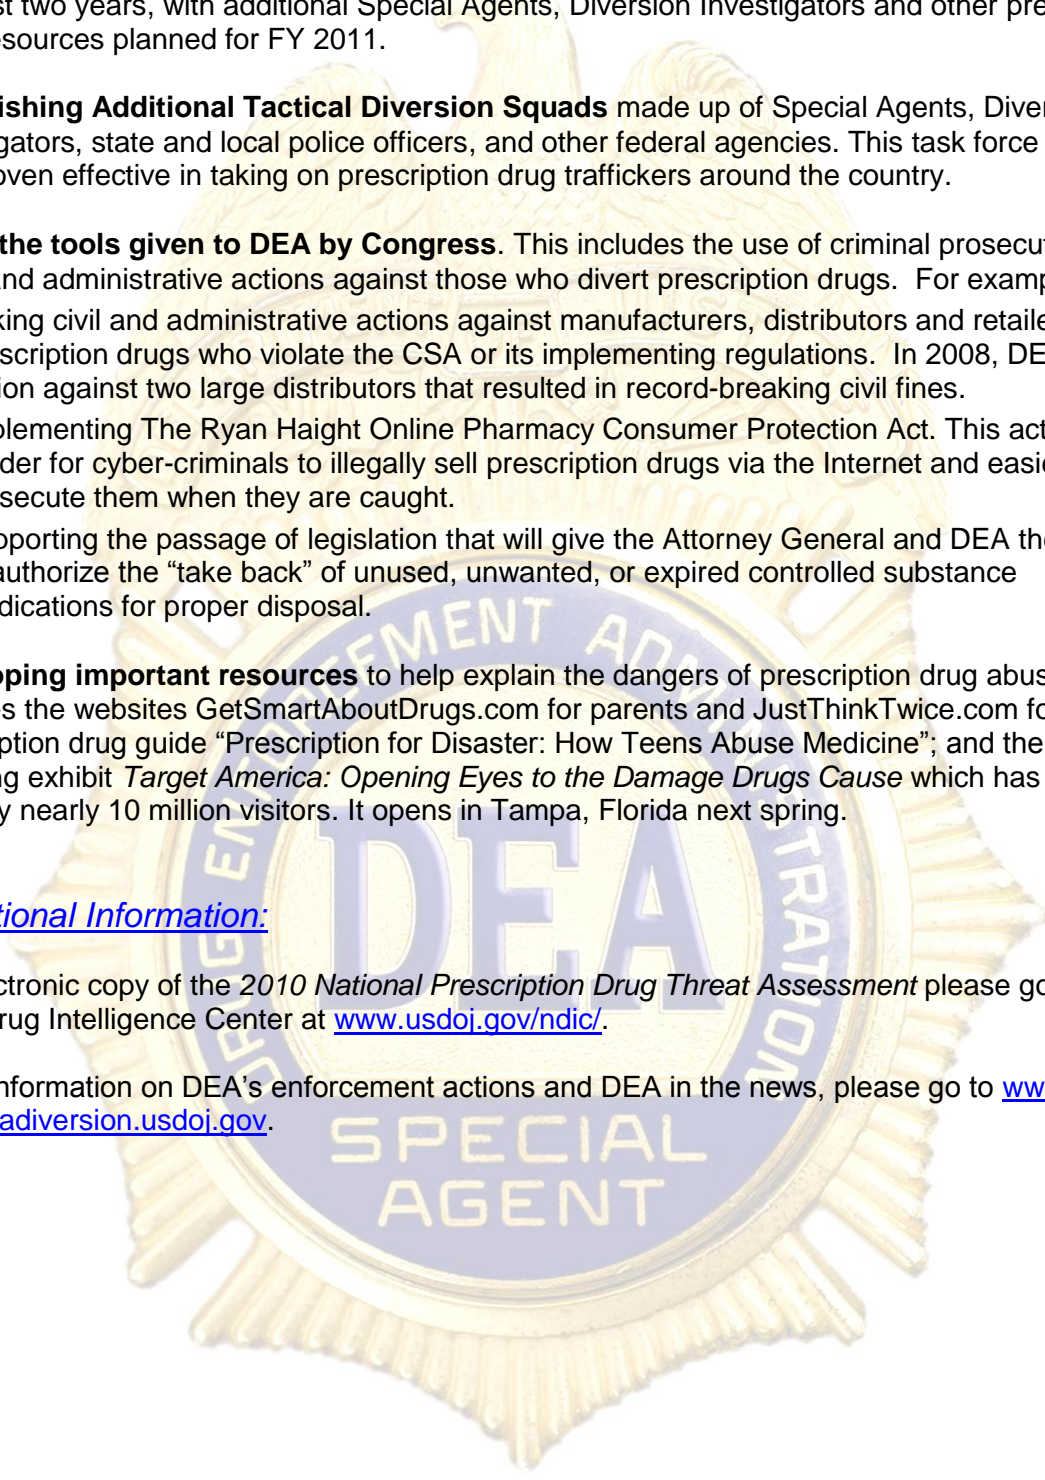 st two years, with additional Special Agents, Diversion Investigators and other pre
esources planned for FY 2011.
ishing Additional Tactical Diversion Squads made up of Special Agents, Diver
gators, state and local police officers, and other federal agencies. This task force
oven effective in taking on prescription drug traffickers around the country.
the tools given to DEA by Congress. This includes the use of criminal prosecut
nd administrative actions against those who divert prescription drugs.  For examp
king civil and administrative actions against manufacturers, distributors and retaile
scription drugs who violate the CSA or its implementing regulations.  In 2008, DE
ion against two large distributors that resulted in record-breaking civil fines.
plementing The Ryan Haight Online Pharmacy Consumer Protection Act. This act
der for cyber-criminals to illegally sell prescription drugs via the Internet and easie
secute them when they are caught.
pporting the passage of legislation that will give the Attorney General and DEA the
authorize the “take back” of unused, unwanted, or expired controlled substance
dications for proper disposal.
oping important resources to help explain the dangers of prescription drug abus
es the websites GetSmartAboutDrugs.com for parents and JustThinkTwice.com fo
ption drug guide “Prescription for Disaster: How Teens Abuse Medicine”; and the
ng exhibit Target America: Opening Eyes to the Damage Drugs Cause which has
y nearly 10 million visitors. It opens in Tampa, Florida next spring.
tional Information:
ctronic copy of the 2010 National Prescription Drug Threat Assessment please go
rug Intelligence Center at www.usdoj.gov/ndic/.
nformation on DEA’s enforcement actions and DEA in the news, please go to ww
adiversion.usdoj.gov.
DRUG ENFORCEMENT ADMINISTRATION
DEA
SPECIAL
AGENT